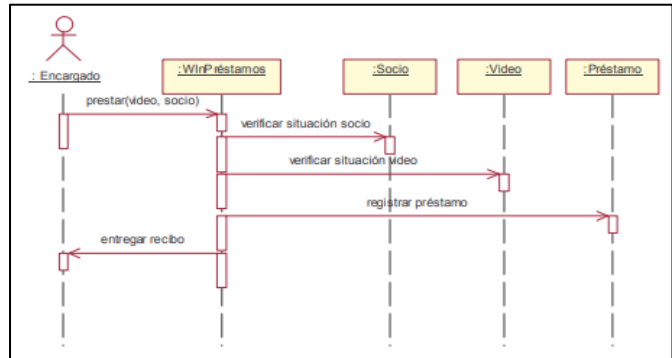 : Encargado
: WInPréstamos
:Socio
:Video
:Préstamo
prestar(video, socio)
verificar situación socio
verificar situación video
registrar préstamo
entregar recibo